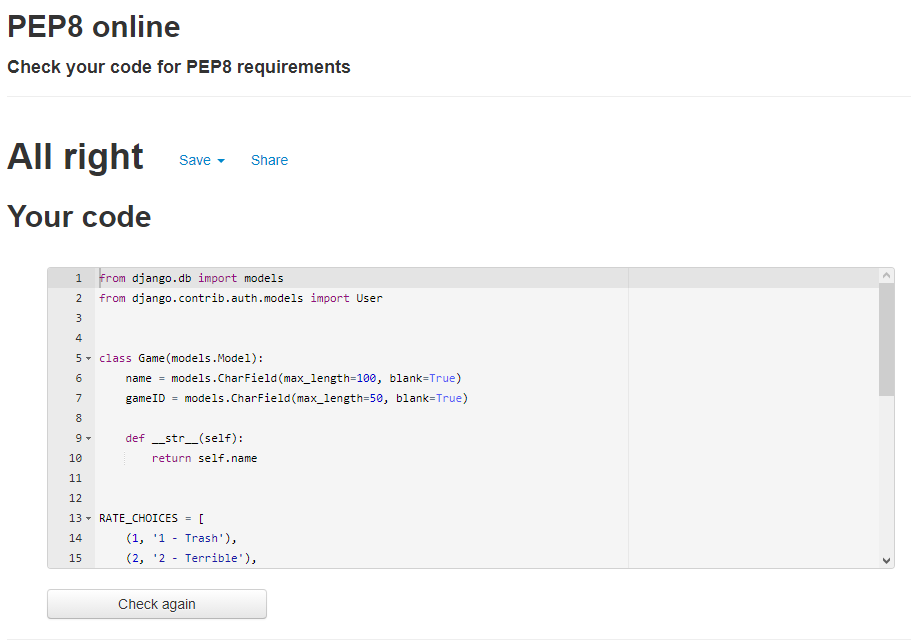 PEP8 online
Check your code for PEP8 requirements
All right Save Share
Your code
1 from django.db import models
2 from django.contrib.auth.models import User
3
4
5 class Game(models.Model):
6     name = models.CharField(max_length=100, blank=True)
7     gameID = models.CharField(max_length=50, blank=True)
8
9     def __str__(self):
10         return self.name
11
12
13 RATE_CHOICES = [
14     (1, '1 - Trash'),
15     (2, '2 - Terrible'),
Check again